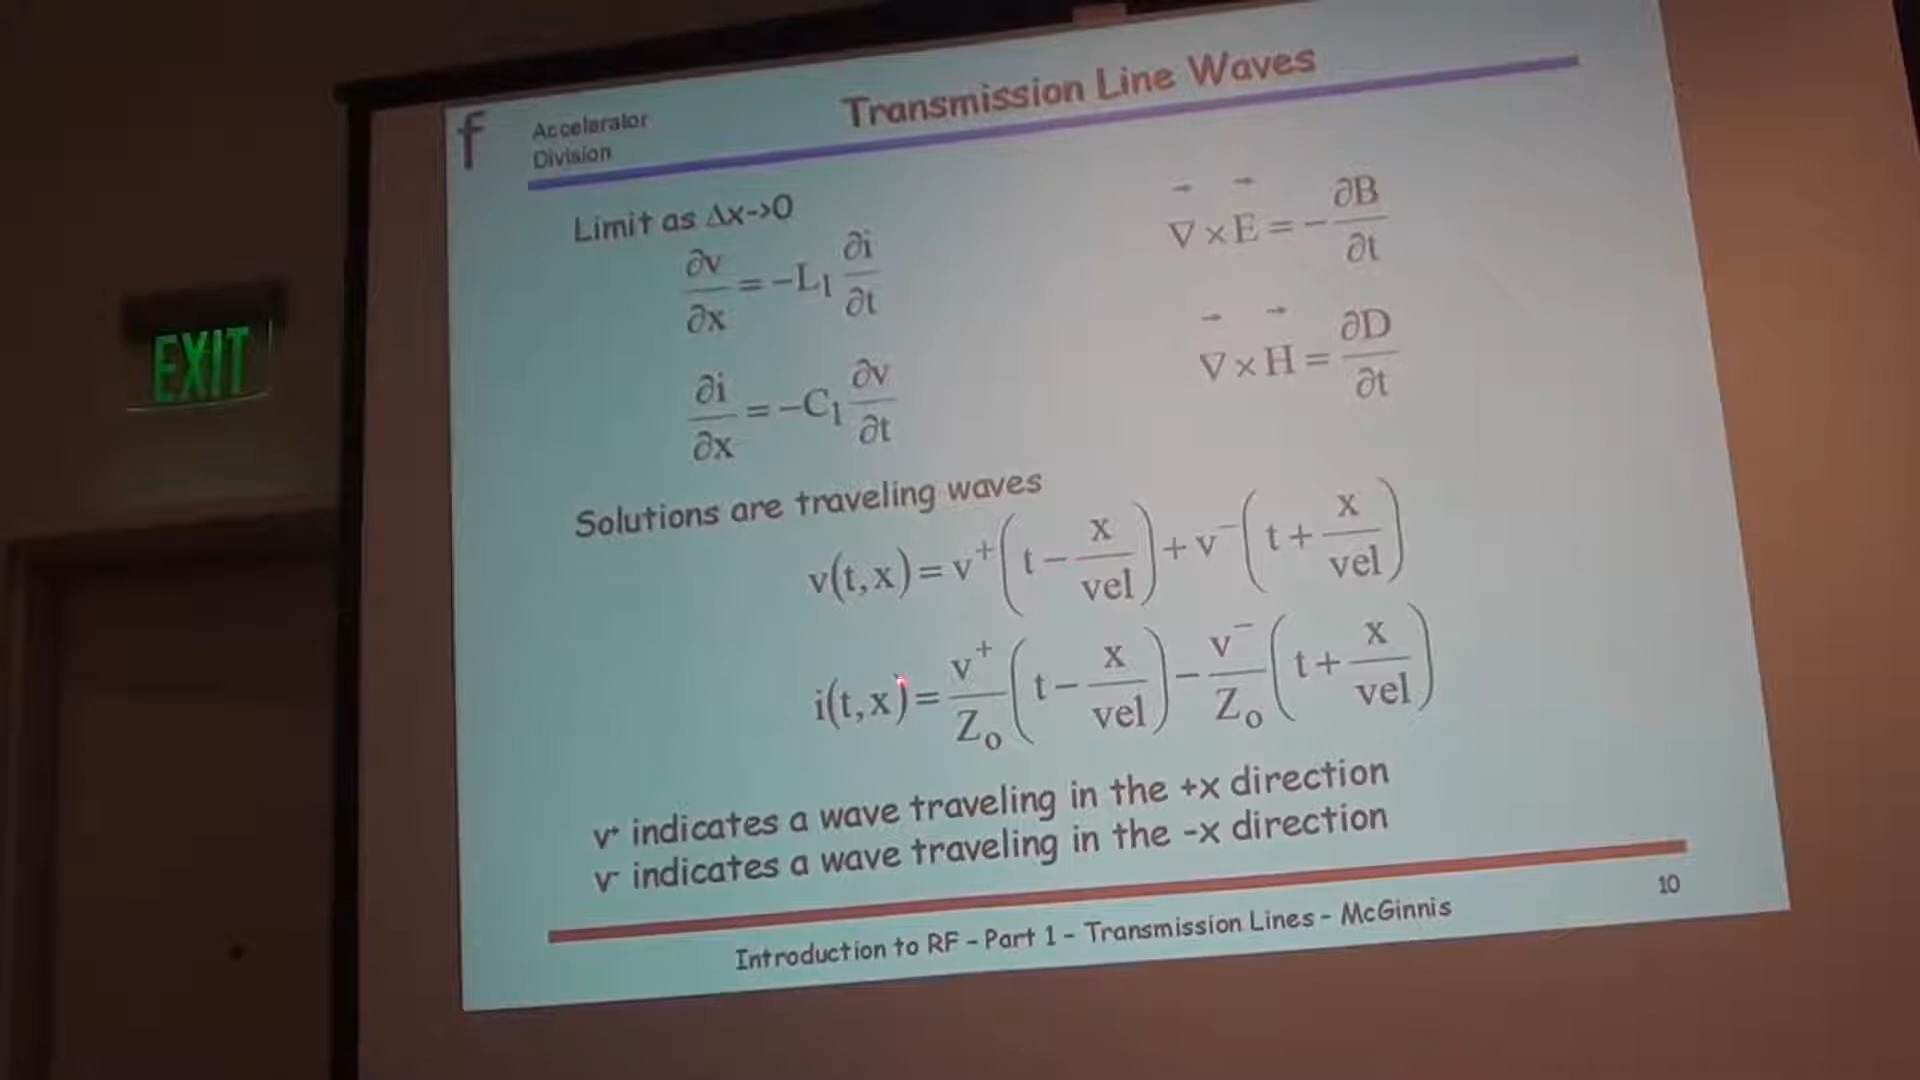 EXIT
f
Accelerator
Division
Transmission Line Waves
Limit as Δx->0
∂v/∂x = -L₁ ∂i/∂t
∇×E = -∂B/∂t
∂i/∂x = -C₁ ∂v/∂t
∇×H = ∂D/∂t
Solutions are traveling waves
v(t,x) = v⁺(t - x/vel) + v⁻(t + x/vel)
i(t,x) = v⁺/Z₀ (t - x/vel) - v⁻/Z₀ (t + x/vel)
v⁺ indicates a wave traveling in the +x direction
v⁻ indicates a wave traveling in the -x direction
Introduction to RF - Part 1 - Transmission Lines - McGinnis
10